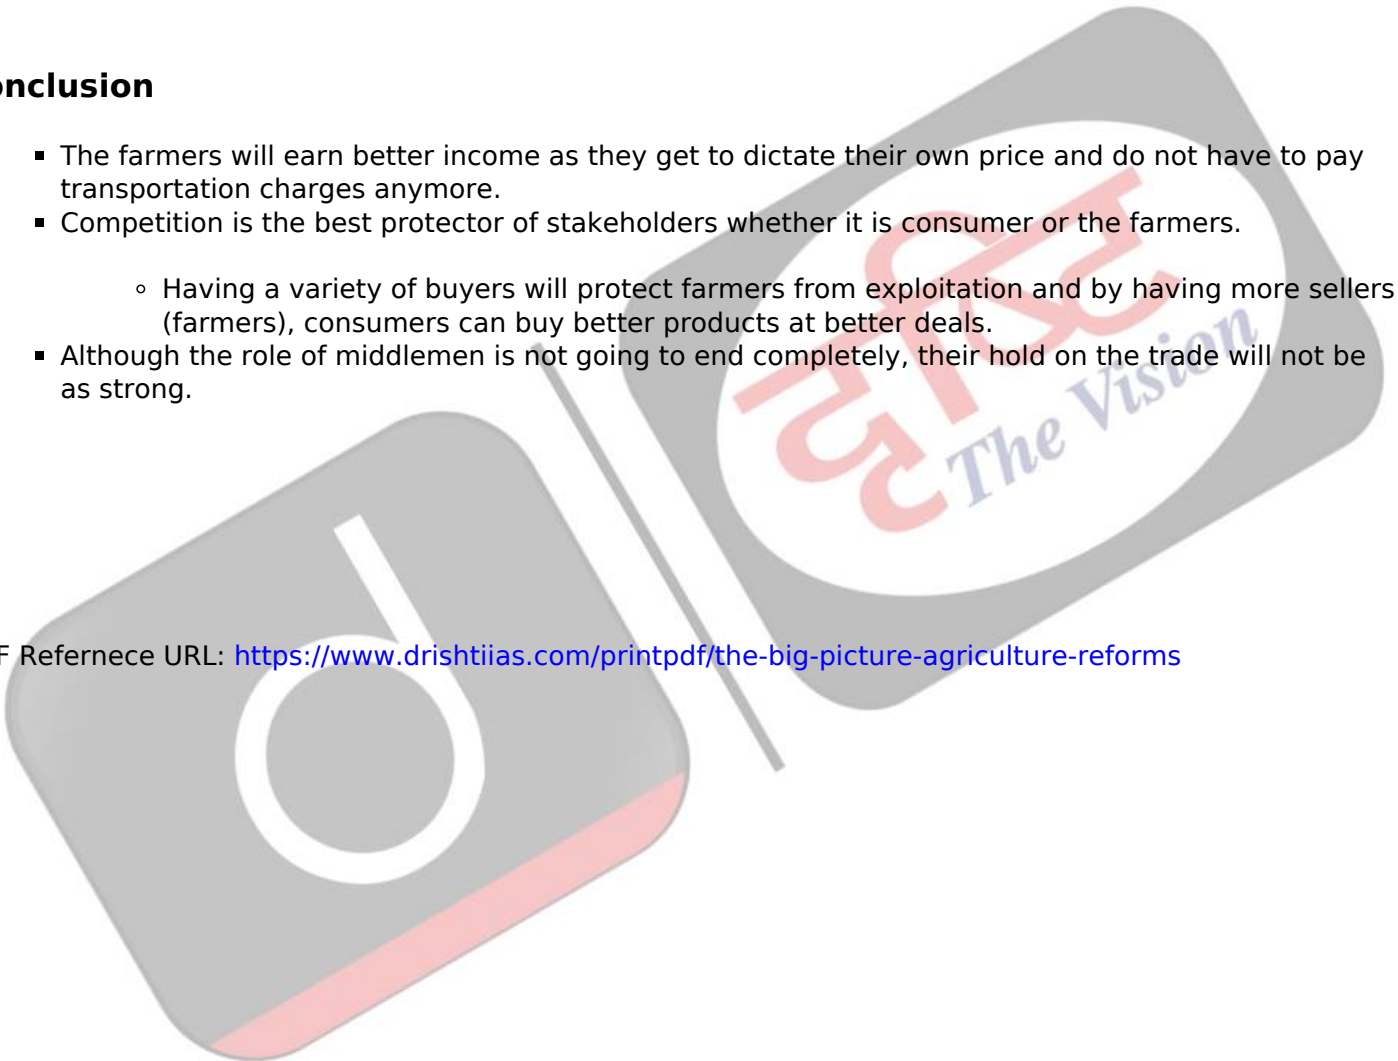 onclusion
▪ The farmers will earn better income as they get to dictate their own price and do not have to pay
transportation charges anymore.
▪ Competition is the best protector of stakeholders whether it is consumer or the farmers.
◦ Having a variety of buyers will protect farmers from exploitation and by having more sellers
(farmers), consumers can buy better products at better deals.
▪ Although the role of middlemen is not going to end completely, their hold on the trade will not be
as strong.
दृष्टि
The Vision
d
F Refernece URL: https://www.drishtiias.com/printpdf/the-big-picture-agriculture-reforms